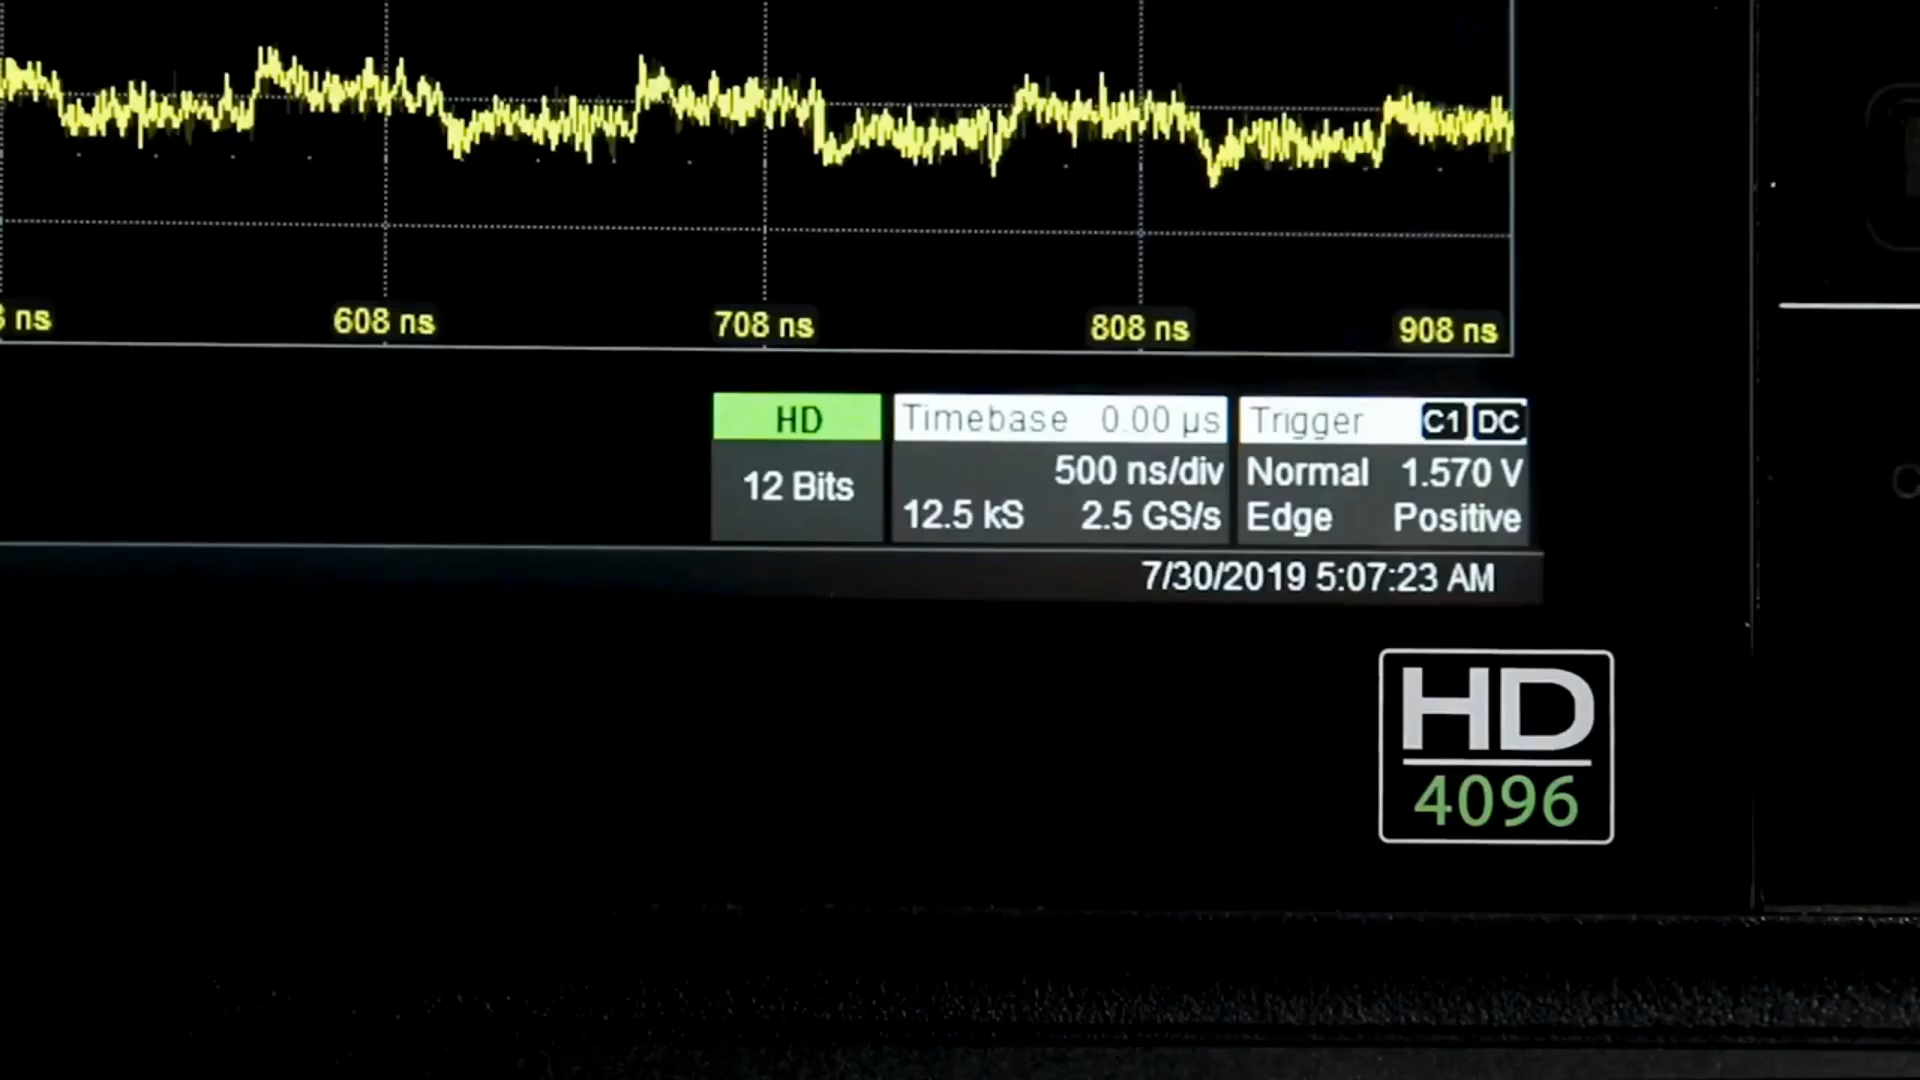 ns
608 ns
708 ns
808 ns
908 ns
HD
12 Bits
Timebase 0.00 µs
500 ns/div
12.5 kS 2.5 GS/s
Trigger C1 DC
Normal 1.570 V
Edge Positive
7/30/2019 5:07:23 AM
HD
4096